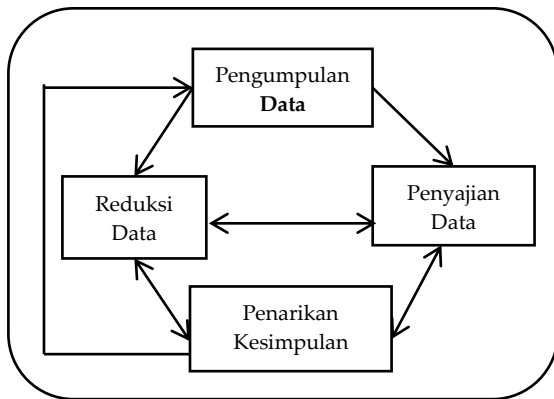 Pengumpulan
Data
Reduksi
Data
Penyajian
Data
Penarikan
Kesimpulan